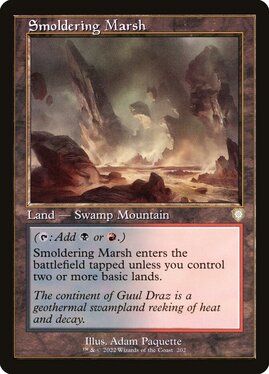 Smoldering Marsh
Land — Swamp Mountain
(T: Add B or R.)
Smoldering Marsh enters the
battlefield tapped unless you control
two or more basic lands.
The continent of Guul Draz is a
geothermal swampland reeking of heat
and decay.
Illus. Adam Paquette
™ & © 2022 Wizards of the Coast 202